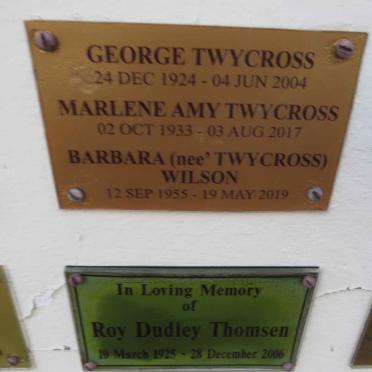 GEORGE TWYCROSS
24 DEC 1924 - 04 JUN 2004
MARLENE AMY TWYCROSS
02 OCT 1933 - 03 AUG 2017
BARBARA (nee' TWYCROSS)
WILSON
12 SEP 1955 - 19 MAY 2019
In Loving Memory
of
Roy Dudley Thomsen
10 March 1925 - 28 December 2006